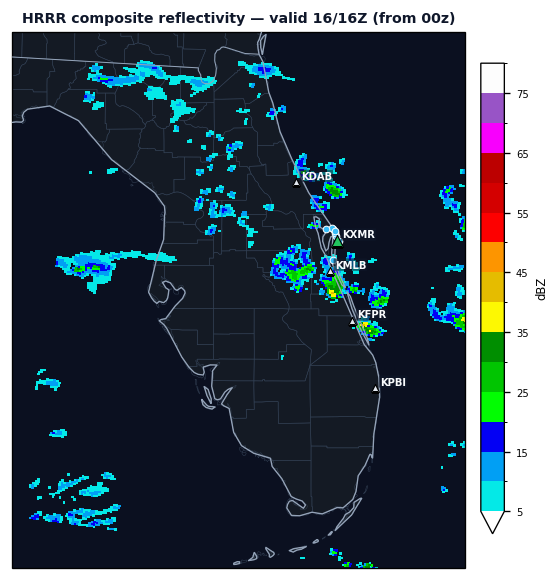 HRRR composite reflectivity — valid 16/16Z (from 00z)
KDAB
KXMR
KMLB
KFPR
KPBI
75
65
55
45
35
25
15
5
dBZ